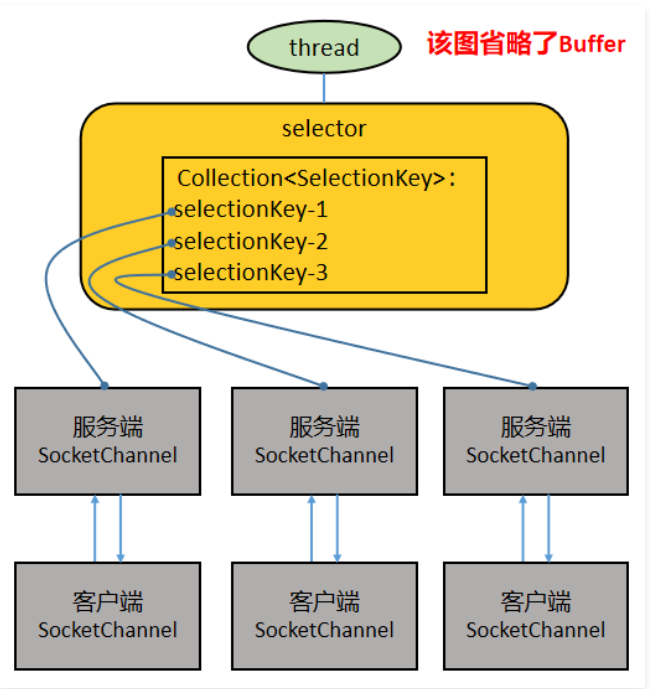 thread
该图省略了Buffer
selector
Collection<SelectionKey>：
selectionKey-1
selectionKey-2
selectionKey-3
服务端
SocketChannel
服务端
SocketChannel
服务端
SocketChannel
客户端
SocketChannel
客户端
SocketChannel
客户端
SocketChannel